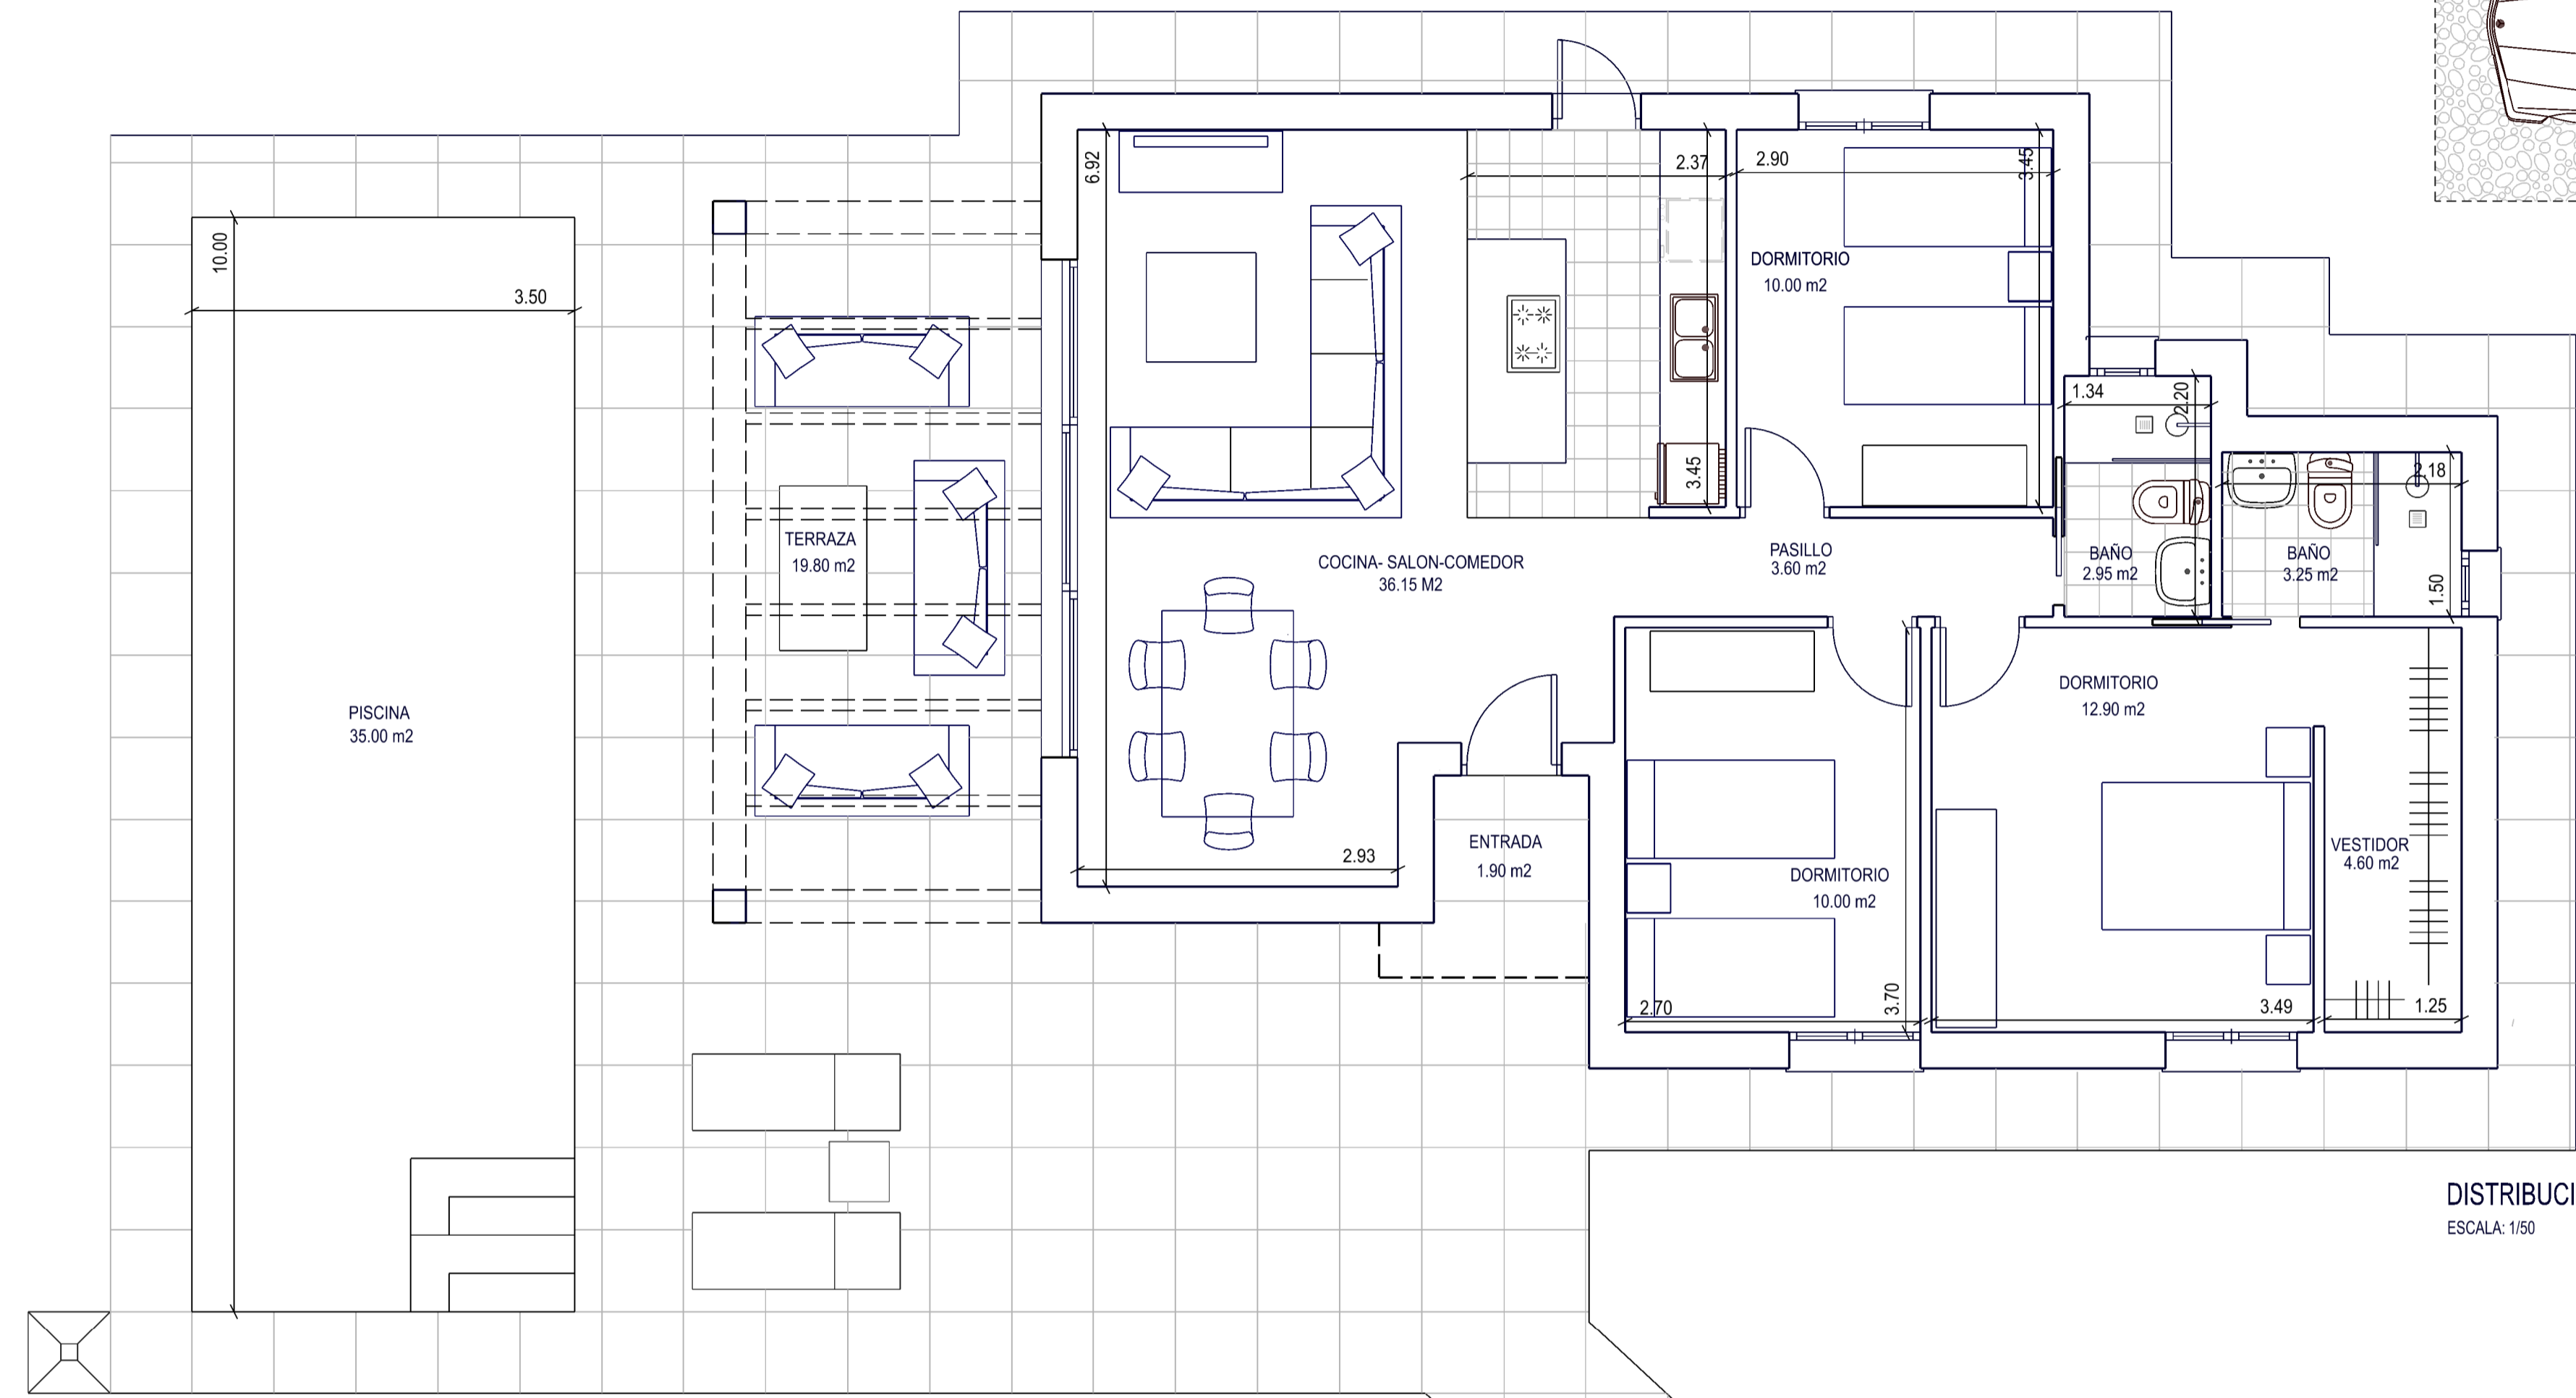 10.00
3.50
PISCINA
35.00 m2
TERRAZA
19.80 m2
6.92
COCINA- SALON-COMEDOR
36.15 M2
2.93
2.37
3.45
2.90
3.45
DORMITORIO
10.00 m2
PASILLO
3.60 m2
1.34
2.20
BAÑO
2.95 m2
2.18
BAÑO
3.25 m2
1.50
ENTRADA
1.90 m2
DORMITORIO
10.00 m2
2.70
3.70
DORMITORIO
12.90 m2
3.49
VESTIDOR
4.60 m2
1.25
DISTRIBUCI
ESCALA: 1/50